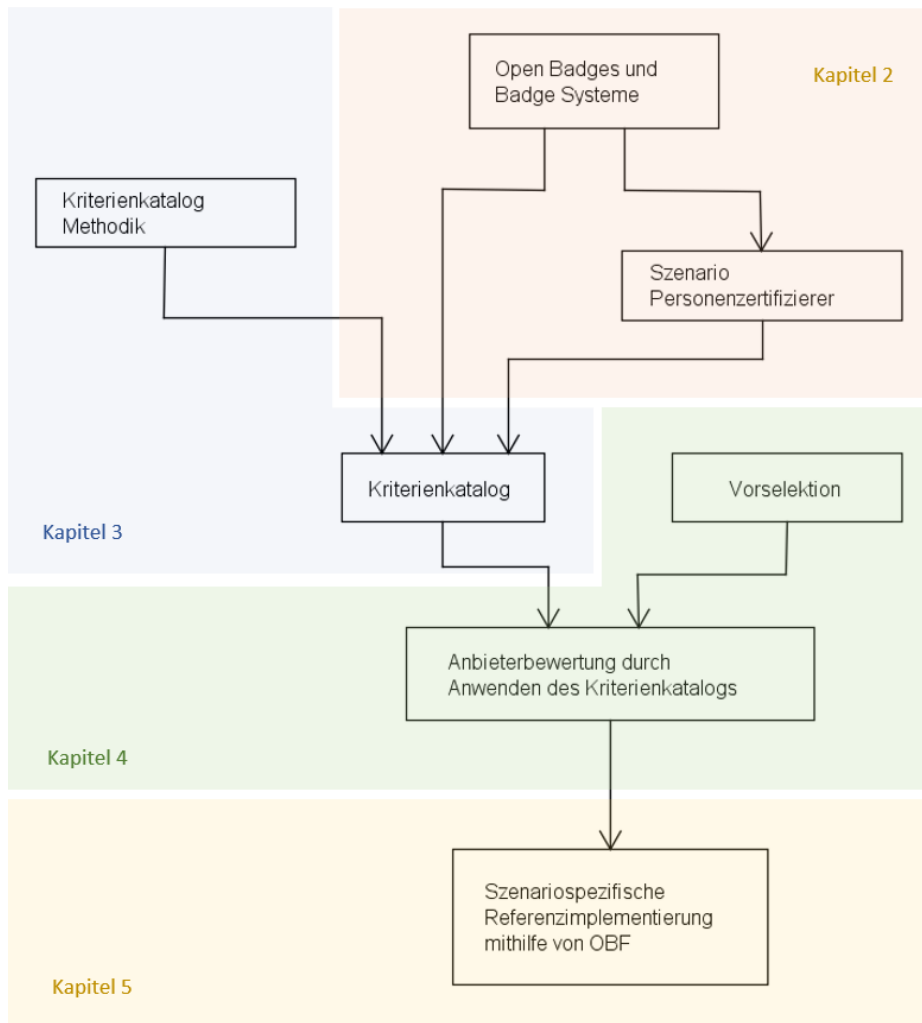 Open Badges und
Badge Systeme
Kapitel 2
Kriterienkatalog
Methodik
Szenario
Personenzertifizierer
Kriterienkatalog
Vorselektion
Kapitel 3
Anbieterbewertung durch
Anwenden des Kriterienkatalogs
Kapitel 4
Szenariospezifische
Referenzimplementierung
mithilfe von OBF
Kapitel 5